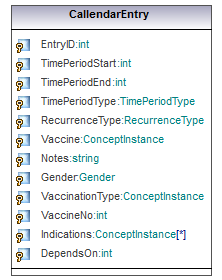 CallendarEntry
EntryID:int
TimePeriodStart:int
TimePeriodEnd:int
TimePeriodType:TimePeriodType
RecurrenceType:RecurrenceType
Vaccine:ConceptInstance
Notes:string
Gender:Gender
VaccinationType:ConceptInstance
VaccineNo:int
Indications:ConceptInstance[*]
DependsOn:int